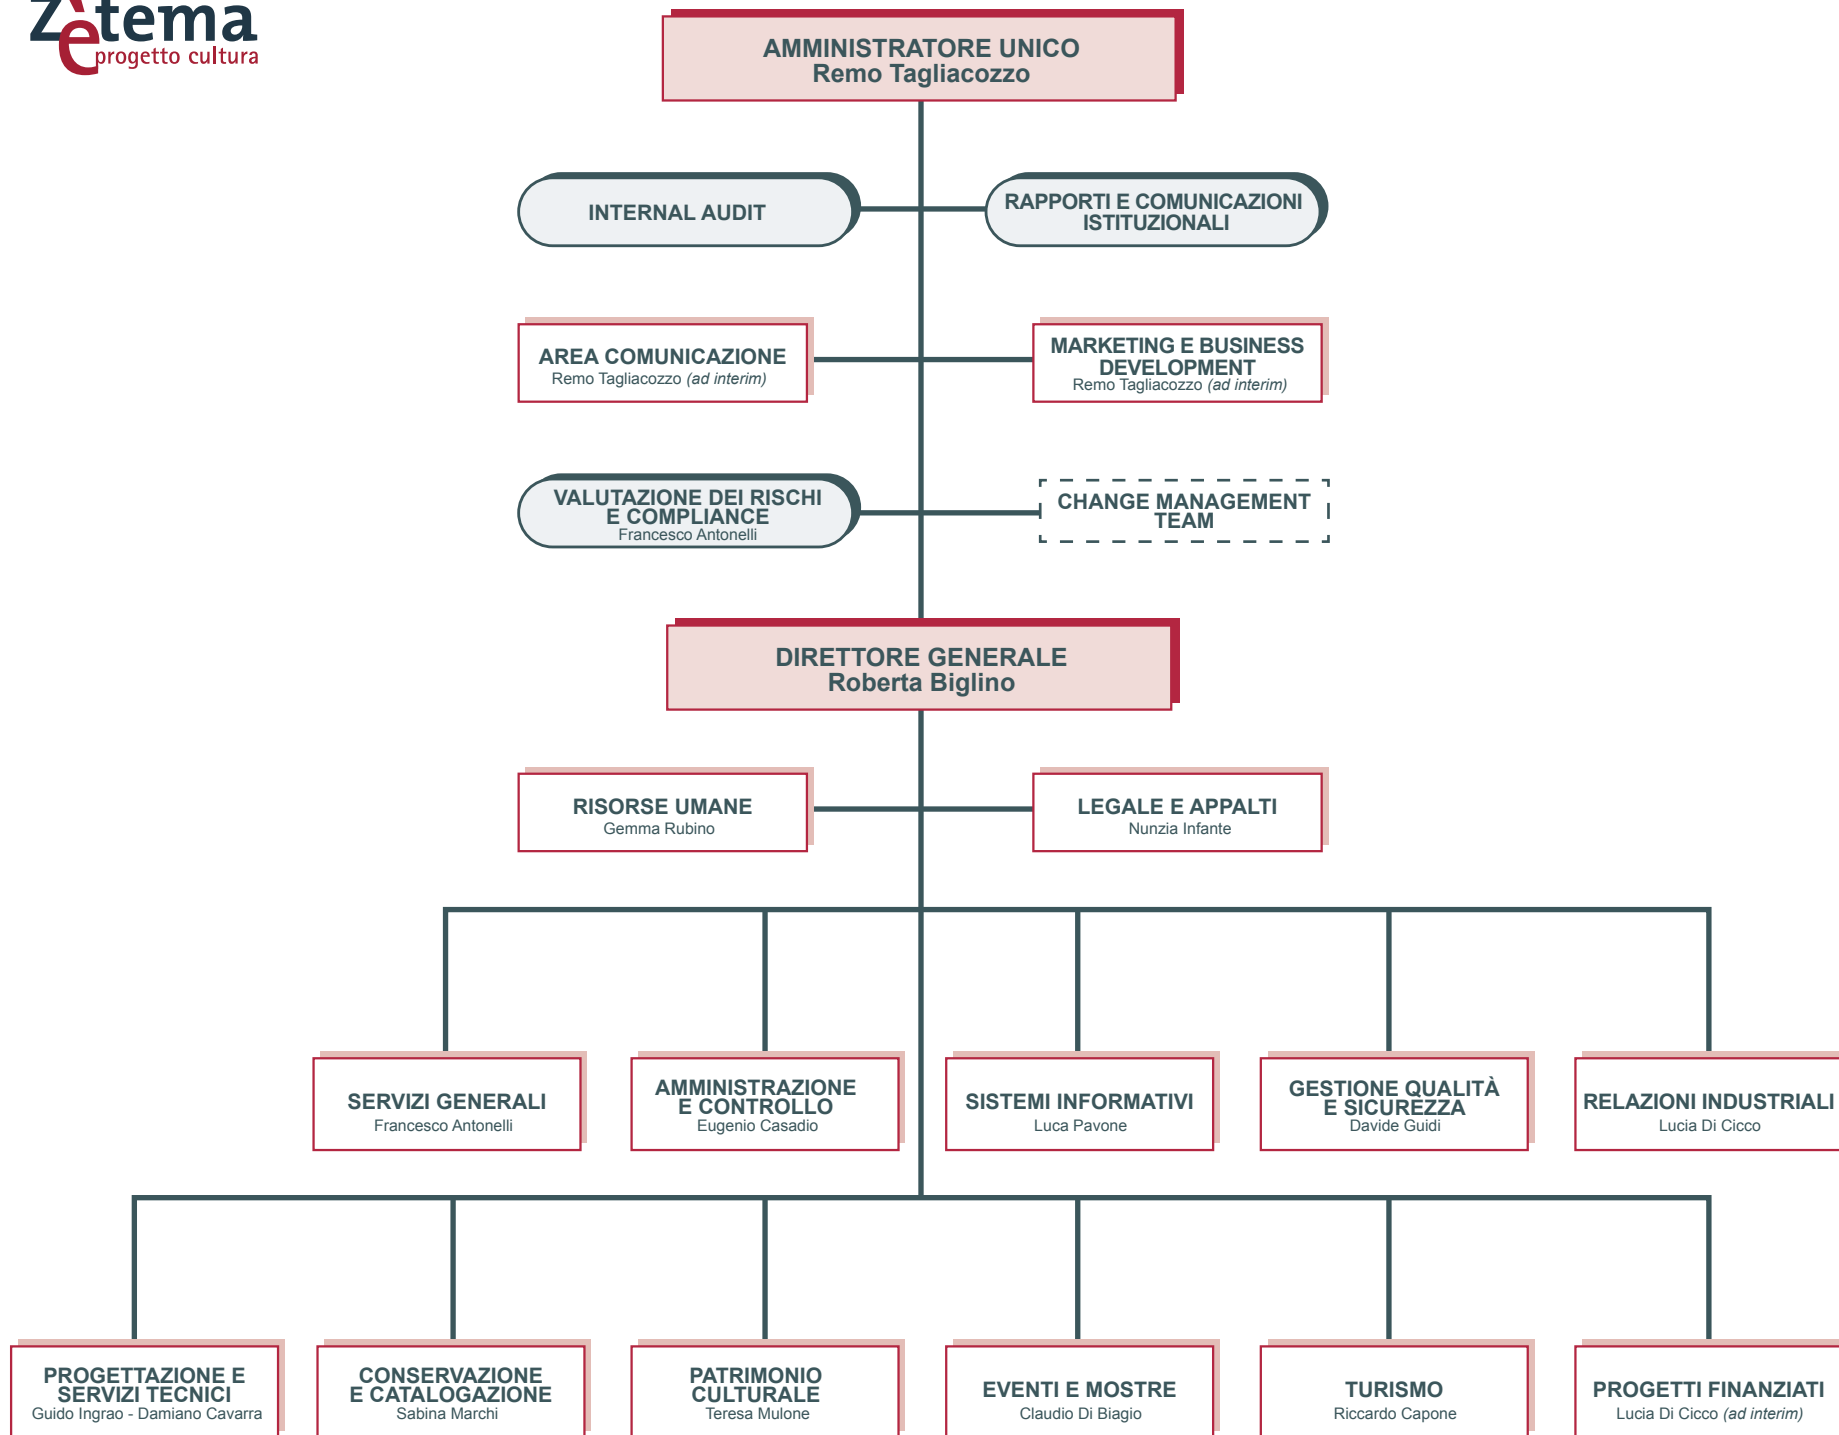 Zètema
progetto cultura
AMMINISTRATORE UNICO
Remo Tagliacozzo
INTERNAL AUDIT
RAPPORTI E COMUNICAZIONI
ISTITUZIONALI
AREA COMUNICAZIONE
Remo Tagliacozzo (ad interim)
MARKETING E BUSINESS
DEVELOPMENT
Remo Tagliacozzo (ad interim)
VALUTAZIONE DEI RISCHI
E COMPLIANCE
Francesco Antonelli
CHANGE MANAGEMENT
TEAM
DIRETTORE GENERALE
Roberta Biglino
RISORSE UMANE
Gemma Rubino
LEGALE E APPALTI
Nunzia Infante
SERVIZI GENERALI
Francesco Antonelli
AMMINISTRAZIONE
E CONTROLLO
Eugenio Casadio
SISTEMI INFORMATIVI
Luca Pavone
GESTIONE QUALITÀ
E SICUREZZA
Davide Guidi
RELAZIONI INDUSTRIALI
Lucia Di Cicco
PROGETTAZIONE E
SERVIZI TECNICI
Guido Ingrao - Damiano Cavarra
CONSERVAZIONE
E CATALOGAZIONE
Sabina Marchi
PATRIMONIO
CULTURALE
Teresa Mulone
EVENTI E MOSTRE
Claudio Di Biagio
TURISMO
Riccardo Capone
PROGETTI FINANZIATI
Lucia Di Cicco (ad interim)